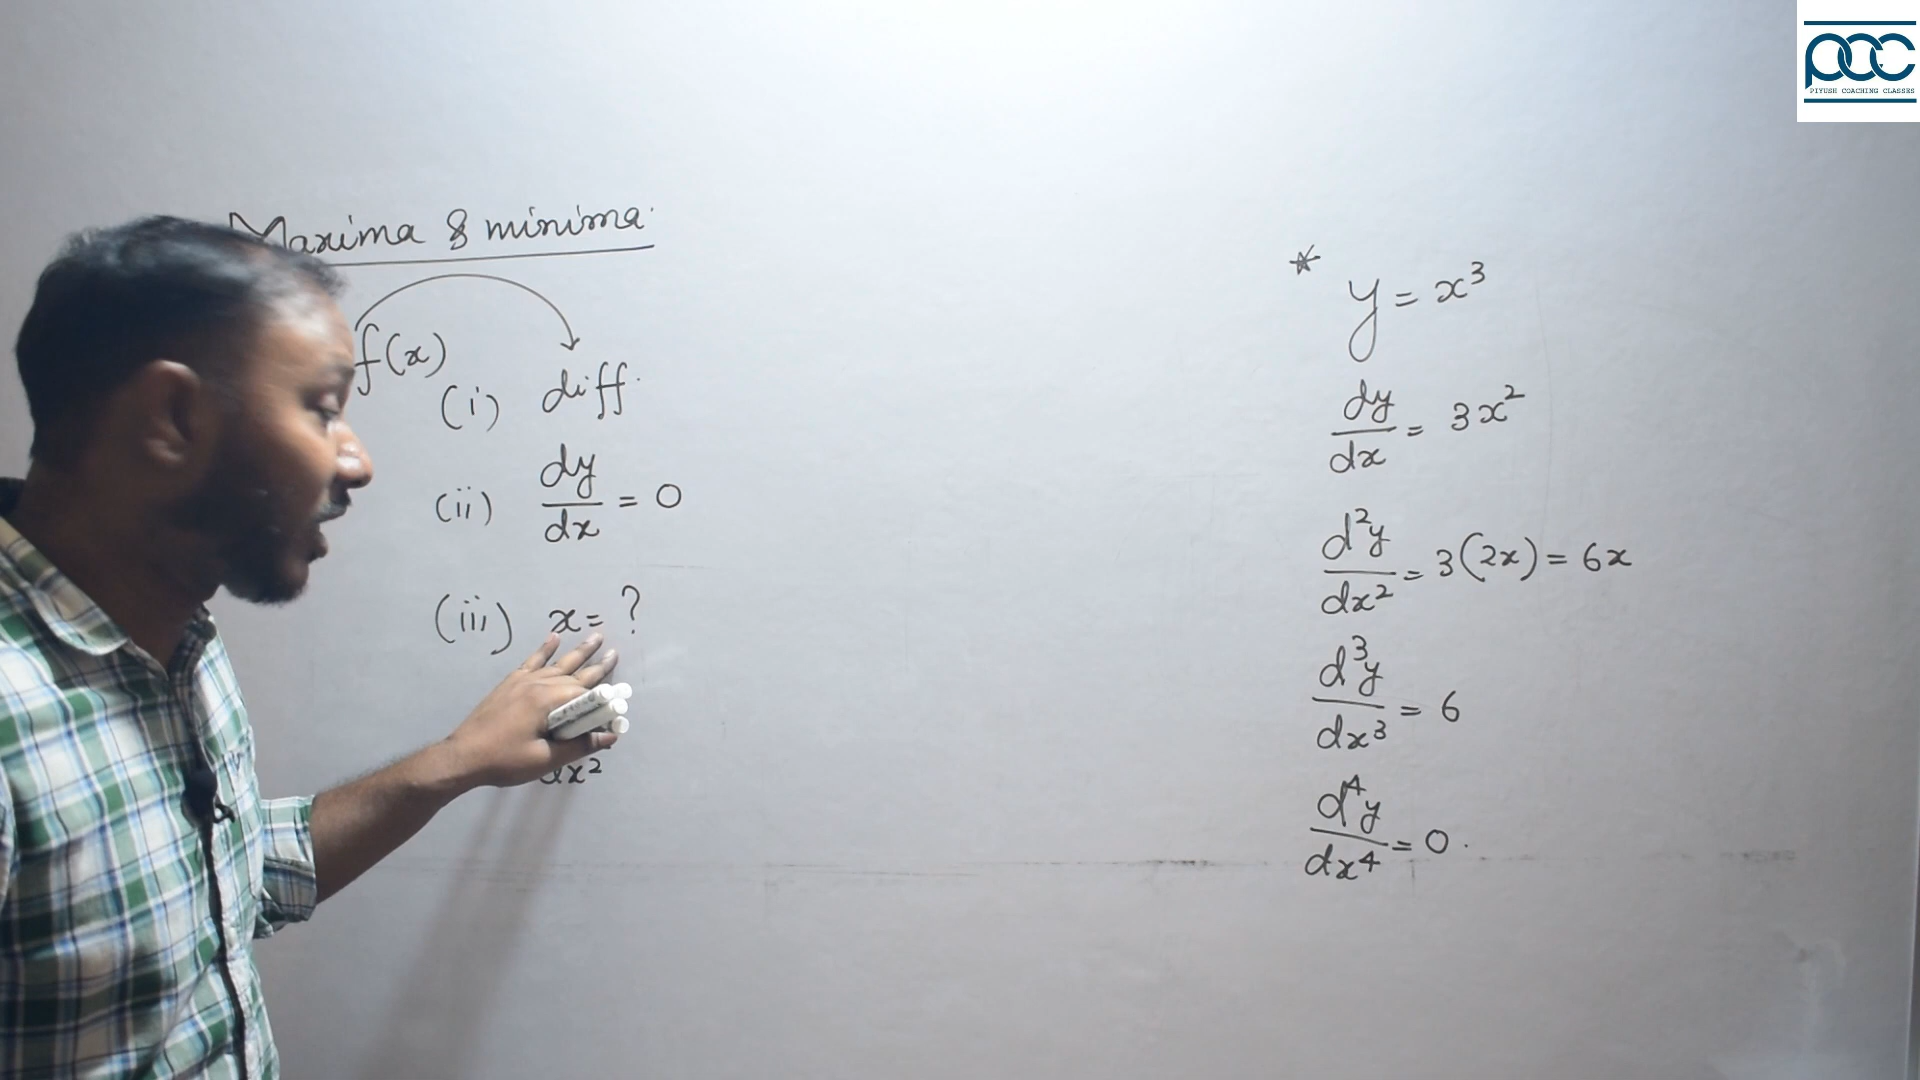 PCC
PIYUSH COACHING CLASSES
Maxima & minima
f(x)
(i) diff.
(ii) dy/dx = 0
(iii) x = ?
dx²
* y = x³
dy/dx = 3x²
d²y/dx² = 3(2x) = 6x
d³y/dx³ = 6
d⁴y/dx⁴ = 0.